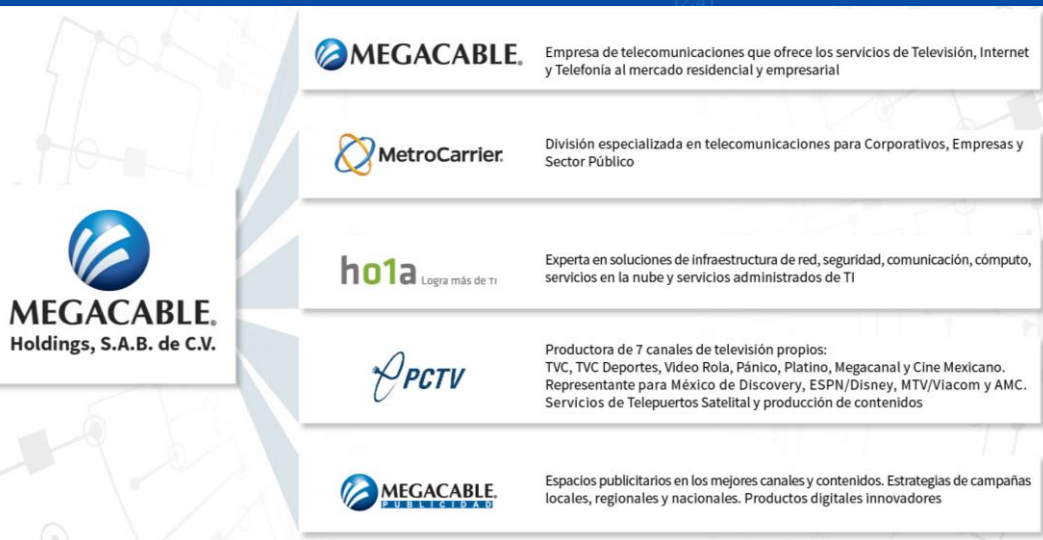 MEGACABLE®
Holdings, S.A.B. de C.V.
MEGACABLE®
Empresa de telecomunicaciones que ofrece los servicios de Televisión, Internet
y Telefonía al mercado residencial y empresarial
MetroCarrier
División especializada en telecomunicaciones para Corporativos, Empresas y
Sector Público
ho1a Logra más de TI
Experta en soluciones de infraestructura de red, seguridad, comunicación, cómputo,
servicios en la nube y servicios administrados de TI
PCTV
Productora de 7 canales de televisión propios:
TVC, TVC Deportes, Video Rola, Pánico, Platino, Megacanal y Cine Mexicano.
Representante para México de Discovery, ESPN/Disney, MTV/Viacom y AMC.
Servicios de Telepuertos Satelital y producción de contenidos
MEGACABLE®
PUBLICIDAD
Espacios publicitarios en los mejores canales y contenidos. Estrategias de campañas
locales, regionales y nacionales. Productos digitales innovadores